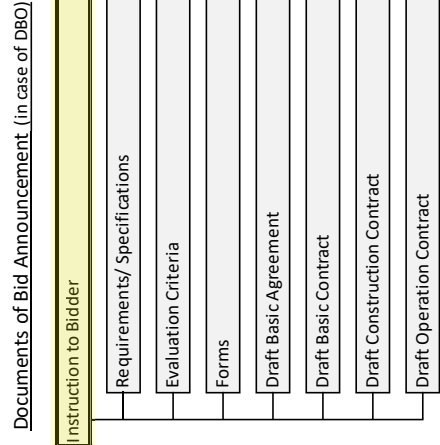 Documents of Bid Announcement (in case of DBO)
Instruction to Bidder
Requirements/ Specifications
Evaluation Criteria
Forms
Draft Basic Agreement
Draft Basic Contract
Draft Construction Contract
Draft Operation Contract